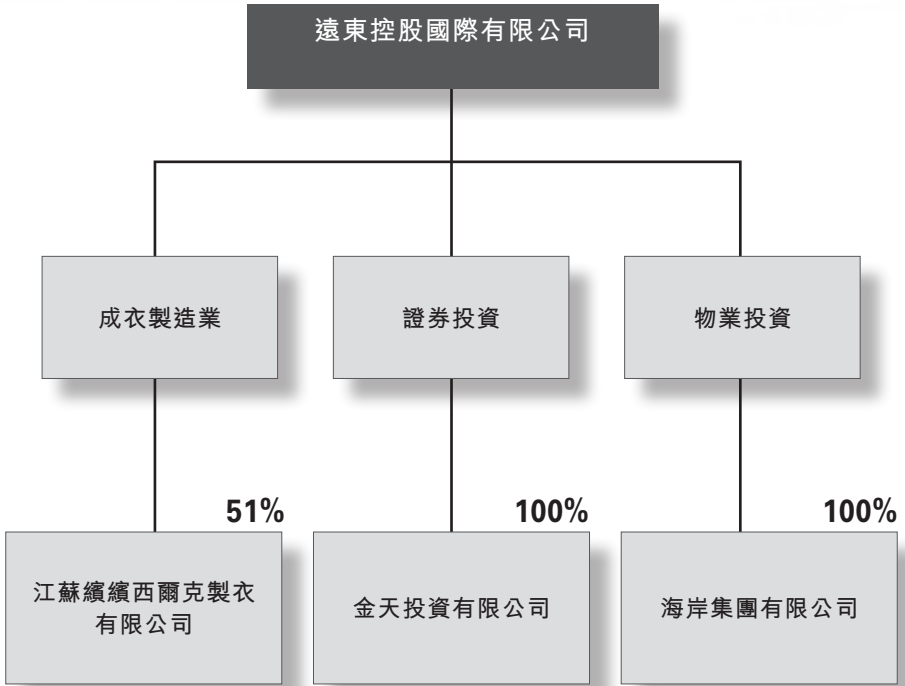 遠東控股國際有限公司
成衣製造業
證券投資
物業投資
51%
100%
100%
江蘇繽繽西爾克製衣
有限公司
金天投資有限公司
海岸集團有限公司